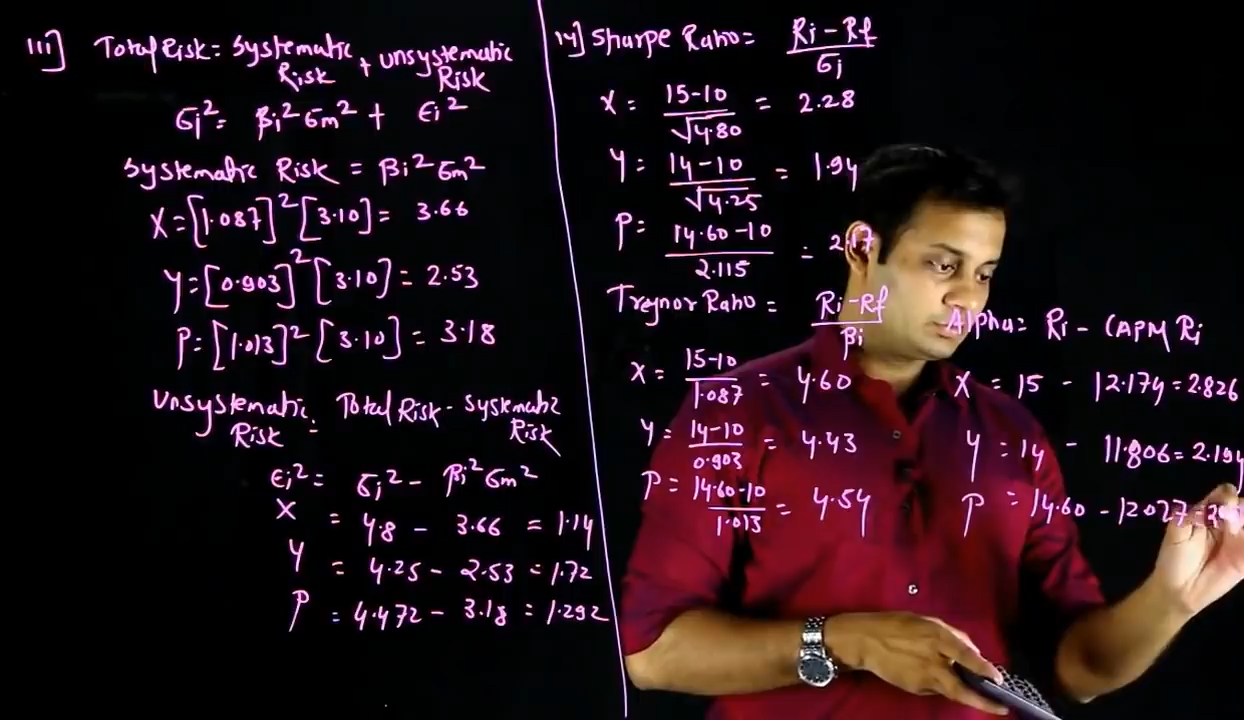 III] Total Risk = Systematic Risk + Unsystematic Risk
σi² = βi² σm² + ϵi²
Systematic Risk = βi² σm²
X = [1.087]² [3.10] = 3.66
Y = [0.903]² [3.10] = 2.53
P = [1.013]² [3.10] = 3.18
Unsystematic Risk = Total Risk - Systematic Risk
ϵi² = σi² - βi² σm²
X = 4.8 - 3.66 = 1.14
Y = 4.25 - 2.53 = 1.72
P = 4.472 - 3.18 = 1.292
IV] Sharpe Ratio = Ri - Rf / σi
X = 15-10 / √4.80 = 2.28
Y = 14-10 / √4.25 = 1.94
P = 14.60-10 / 2.115 = 2.17
Treynor Ratio = Ri - Rf / βi
X = 15-10 / 1.087 = 4.60
Y = 14-10 / 0.903 = 4.43
P = 14.60-10 / 1.013 = 4.54
Alpha = Ri - CAPM Ri
X = 15 - 12.174 = 2.826
Y = 14 - 11.806 = 2.194
P = 14.60 - 12.027 =